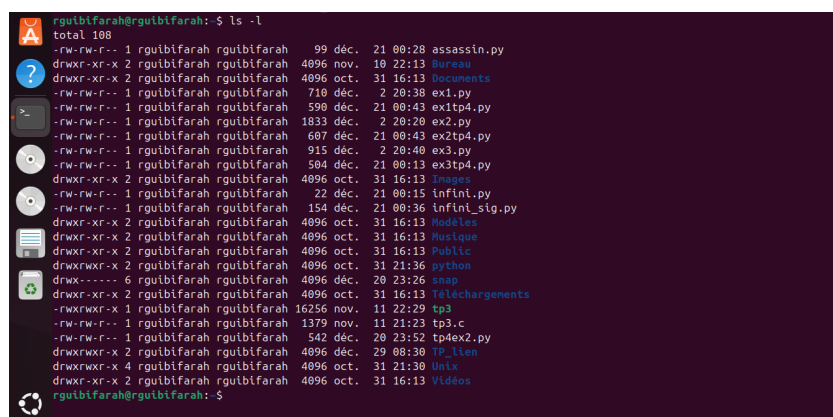 rguibifarah@rguibifarah:~$ ls -l
total 108
-rw-rw-r-- 1 rguibifarah rguibifarah    99 déc.  21 00:28 assassin.py
drwxr-xr-x 2 rguibifarah rguibifarah  4096 nov.  10 22:13 Bureau
drwxr-xr-x 2 rguibifarah rguibifarah  4096 oct.  31 16:13 Documents
-rw-rw-r-- 1 rguibifarah rguibifarah   710 déc.   2 20:38 ex1.py
-rw-rw-r-- 1 rguibifarah rguibifarah   590 déc.  21 00:43 ex1tp4.py
-rw-rw-r-- 1 rguibifarah rguibifarah  1833 déc.   2 20:20 ex2.py
-rw-rw-r-- 1 rguibifarah rguibifarah   607 déc.  21 00:43 ex2tp4.py
-rw-rw-r-- 1 rguibifarah rguibifarah   915 déc.   2 20:40 ex3.py
-rw-rw-r-- 1 rguibifarah rguibifarah   504 déc.  21 00:13 ex3tp4.py
drwxr-xr-x 2 rguibifarah rguibifarah  4096 oct.  31 16:13 Images
-rw-rw-r-- 1 rguibifarah rguibifarah    22 déc.  21 00:15 infini.py
-rw-rw-r-- 1 rguibifarah rguibifarah   154 déc.  21 00:36 infini_sig.py
drwxr-xr-x 2 rguibifarah rguibifarah  4096 oct.  31 16:13 Modèles
drwxr-xr-x 2 rguibifarah rguibifarah  4096 oct.  31 16:13 Musique
drwxr-xr-x 2 rguibifarah rguibifarah  4096 oct.  31 16:13 Public
drwxrwxr-x 2 rguibifarah rguibifarah  4096 oct.  31 21:36 python
drwx------ 6 rguibifarah rguibifarah  4096 déc.  20 23:26 snap
drwxr-xr-x 2 rguibifarah rguibifarah  4096 oct.  31 16:13 Téléchargements
-rwxrwxr-x 1 rguibifarah rguibifarah 16256 nov.  11 22:29 tp3
-rw-rw-r-- 1 rguibifarah rguibifarah  1379 nov.  11 21:23 tp3.c
-rw-rw-r-- 1 rguibifarah rguibifarah   542 déc.  20 23:52 tp4ex2.py
drwxrwxr-x 2 rguibifarah rguibifarah  4096 déc.  29 08:30 TP_lien
drwxrwxr-x 4 rguibifarah rguibifarah  4096 oct.  31 21:30 Unix
drwxr-xr-x 2 rguibifarah rguibifarah  4096 oct.  31 16:13 Vidéos
rguibifarah@rguibifarah:~$